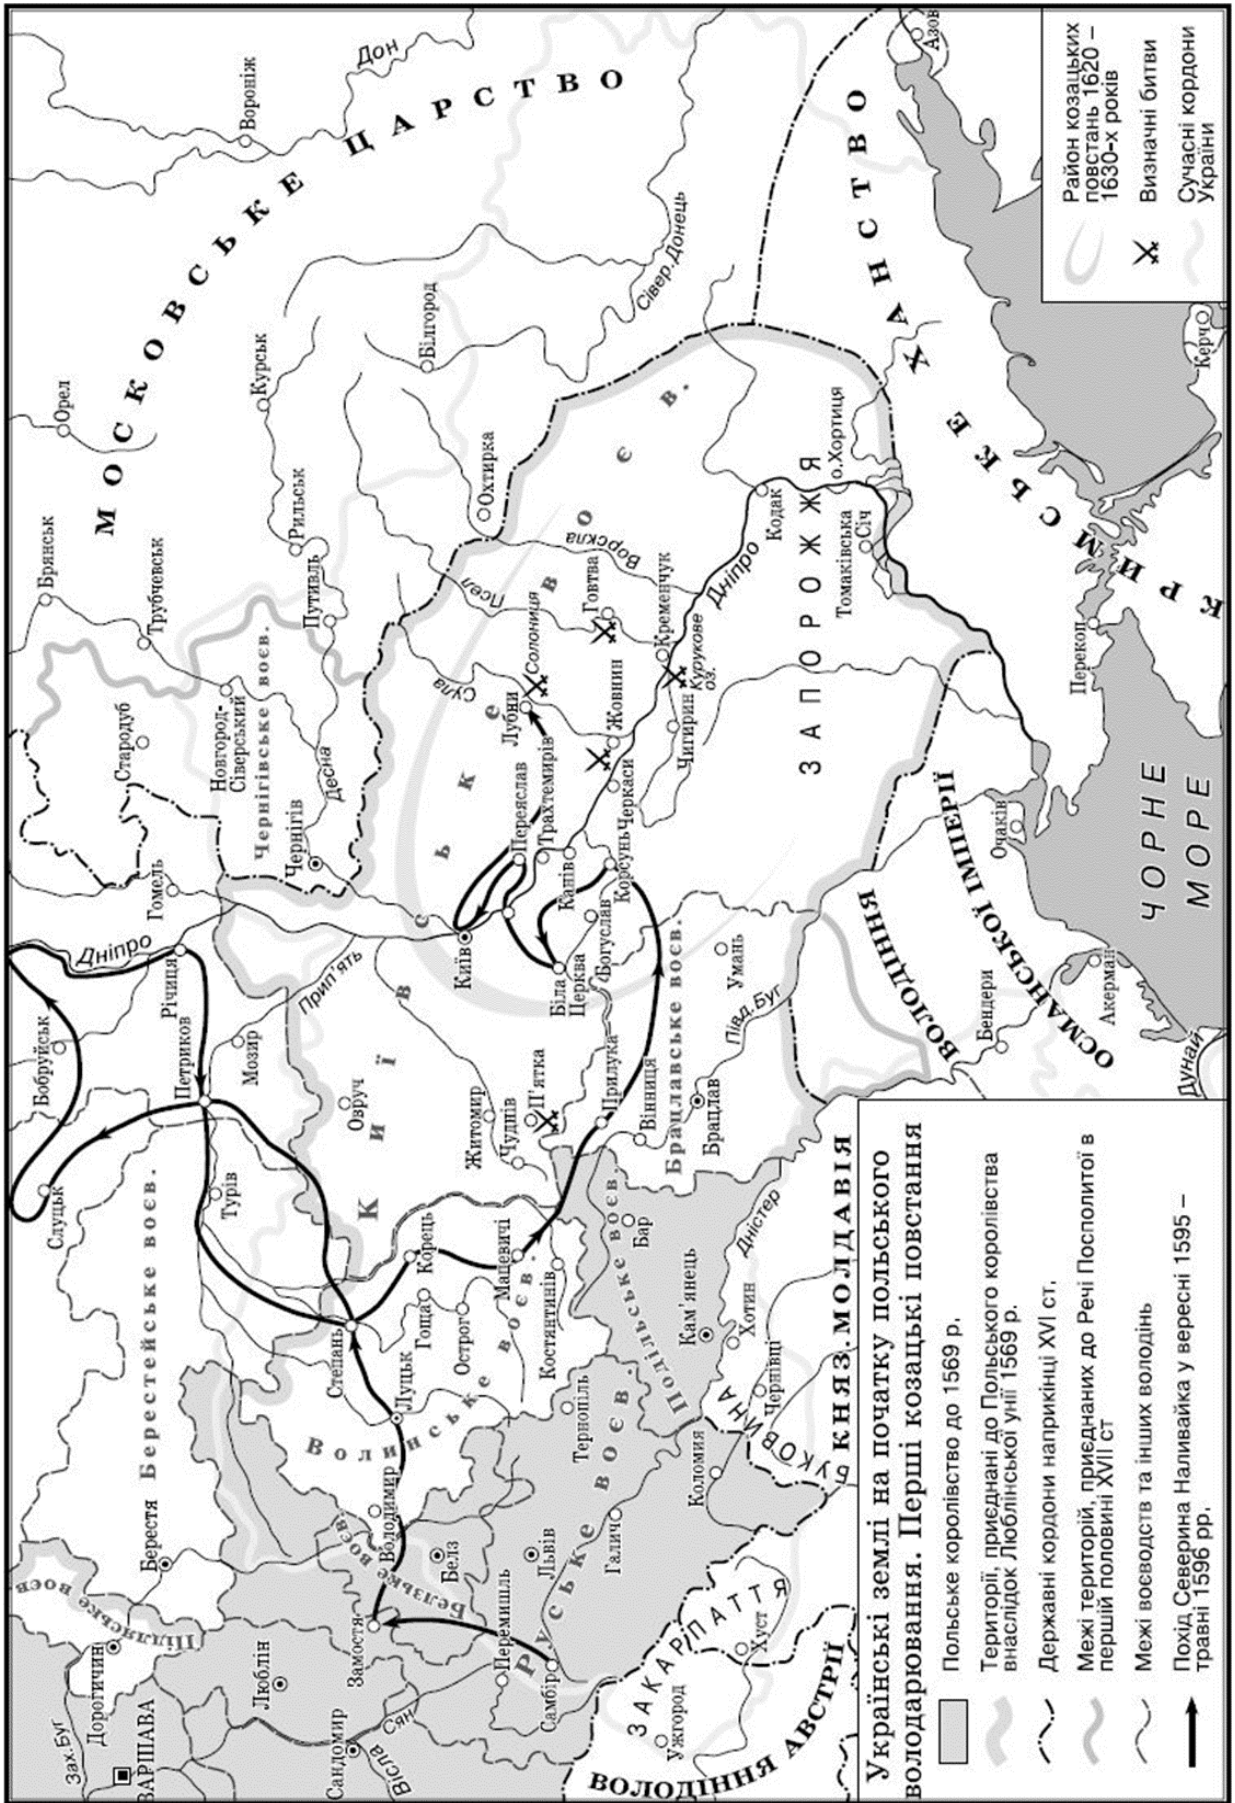 МОСКОВСЬКЕ ЦАРСТВО
КРИМСЬКЕ ХАНСТВО
ЗАПОРОЖЖЯ
ЧОРНЕ
МОРЕ
ВОЛОДІННЯ
ОСМАНСЬКОЇ ІМПЕРІЇ
КНЯЗ. МОЛДАВІЯ
БУКОВИНА
ЗАКАРПАТТЯ
ВОЛОДІННЯ АВСТРІЇ
Київське воєв.
Чернігівське воєв.
Брацлавське воєв.
Подільське воєв.
Волинське воєв.
Руське воєв.
Белзьке воєв.
Берестейське воєв.
Підляське воєв.
ВАРШАВА
Зах.Буг
Дорогичин
Берестя
Люблін
Сандомир
Вісла
Сян
Замостя
Перемишль
Самбір
Белз
Львів
Володимир
Галич
Ужгород
Хуст
Коломия
Чернівці
Хотин
Дністер
Кам'янець
Бар
Тернопіль
Луцьк
Степань
Гоща
Острог
Корець
Мацевичі
Костянтинів
Слуцьк
Бобруйськ
Турів
Петриков
Мозир
Річиця
Дніпро
Гомель
Прип'ять
Овруч
Житомир
Чуднів
П'ятка
Прилука
Вінниця
Брацлав
Півд.Буг
Умань
Київ
Біла
Церква
Богуслав
Корсунь
Канів
Черкаси
Трахтемирів
Переяслав
Лубни
Солониця
Жовнин
Чигирин
Курукове
оз.
Кременчук
Говтва
Сула
Псел
Ворскла
Дніпро
Кодак
о.Хортиця
Томаківська
Січ
Чернігів
Десна
Новгород-
Сіверський
Стародуб
Трубчевськ
Брянськ
Орел
Путивль
Рильськ
Курськ
Охтирка
Білгород
Вороніж
Дон
Сівер.Донець
Азов
Керч
Перекоп
Очаків
Акерман
Бендери
Дунай
Район козацьких
повстань 1620 –
1630-х років
Визначні битви
Сучасні кордони
України
Українські землі на початку польського
володарювання. Перші козацькі повстання
Польське королівство до 1569 р.
Території, приєднані до Польського королівства
внаслідок Люблінської унії 1569 р.
Державні кордони наприкінці XVI ст.
Межі територій, приєднаних до Речі Посполитої в
першій половині XVII ст
Межі воєводств та інших володінь
Похід Северина Наливайка у вересні 1595 –
травні 1596 рр.